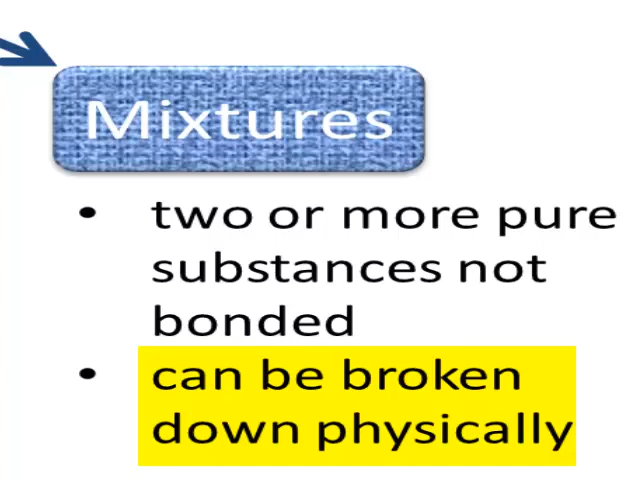 Mixtures
• two or more pure
substances not
bonded
• can be broken
down physically